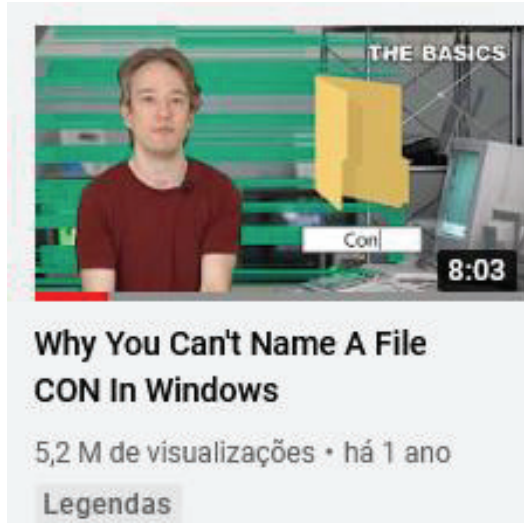 THE BASICS
Con
8:03
Why You Can't Name A File
CON In Windows
5,2 M de visualizações • há 1 ano
Legendas